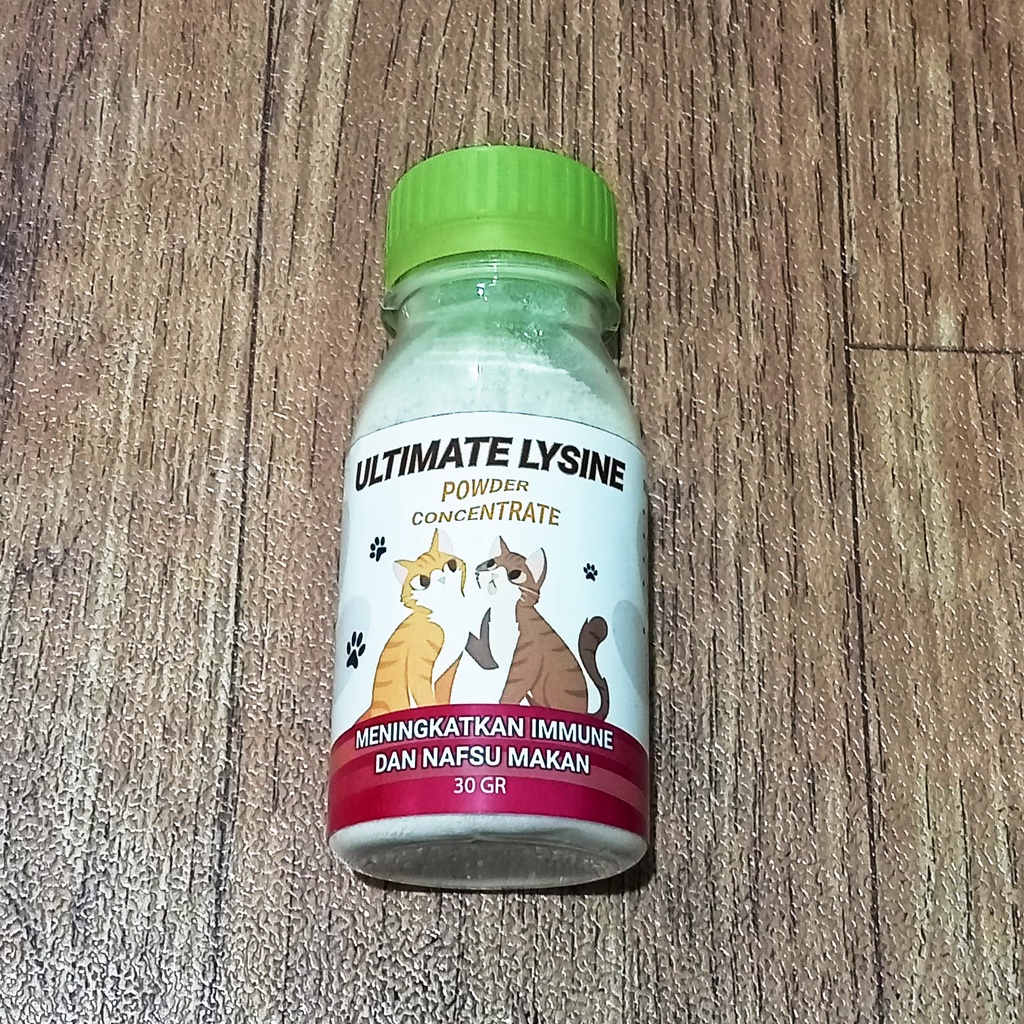 ULTIMATE LYSINE
POWDER
CONCENTRATE
MENINGKATKAN IMMUNE
DAN NAFSU MAKAN
30 GR